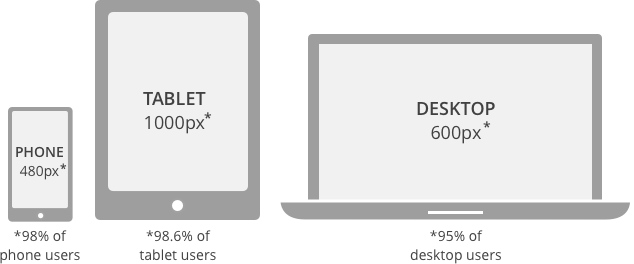 PHONE
480px*
*98% of
phone users
TABLET
1000px*
*98.6% of
tablet users
DESKTOP
600px*
*95% of
desktop users